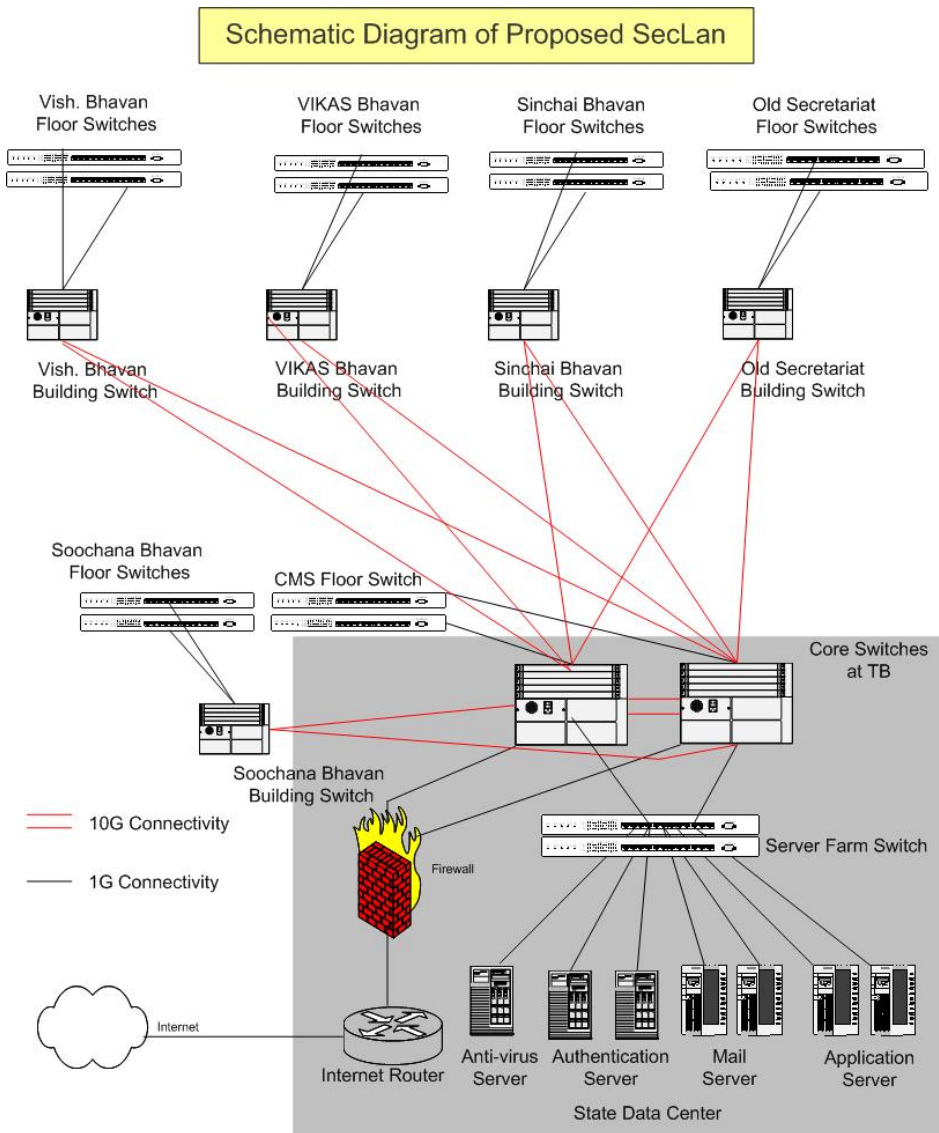 Schematic Diagram of Proposed SecLan
Vish. Bhavan
Floor Switches
VIKAS Bhavan
Floor Switches
Sinchai Bhavan
Floor Switches
Old Secretariat
Floor Switches
Vish. Bhavan
Building Switch
VIKAS Bhavan
Building Switch
Sinchai Bhavan
Building Switch
Old Secretariat
Building Switch
Soochana Bhavan
Floor Switches
CMS Floor Switch
Core Switches
at TB
Soochana Bhavan
Building Switch
10G Connectivity
1G Connectivity
Firewall
Server Farm Switch
Internet
Internet Router
Anti-virus
Server
Authentication
Server
Mail
Server
Application
Server
State Data Center